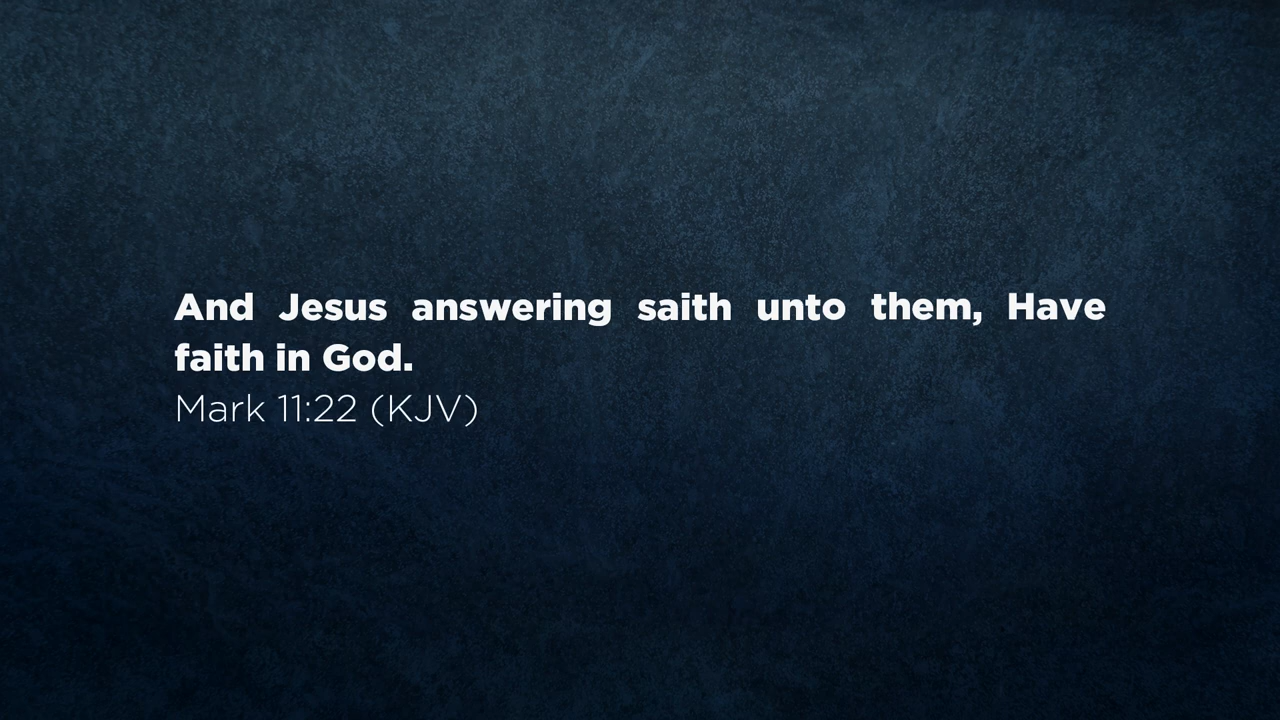 And Jesus answering saith unto them, Have
faith in God.
Mark 11:22 (KJV)